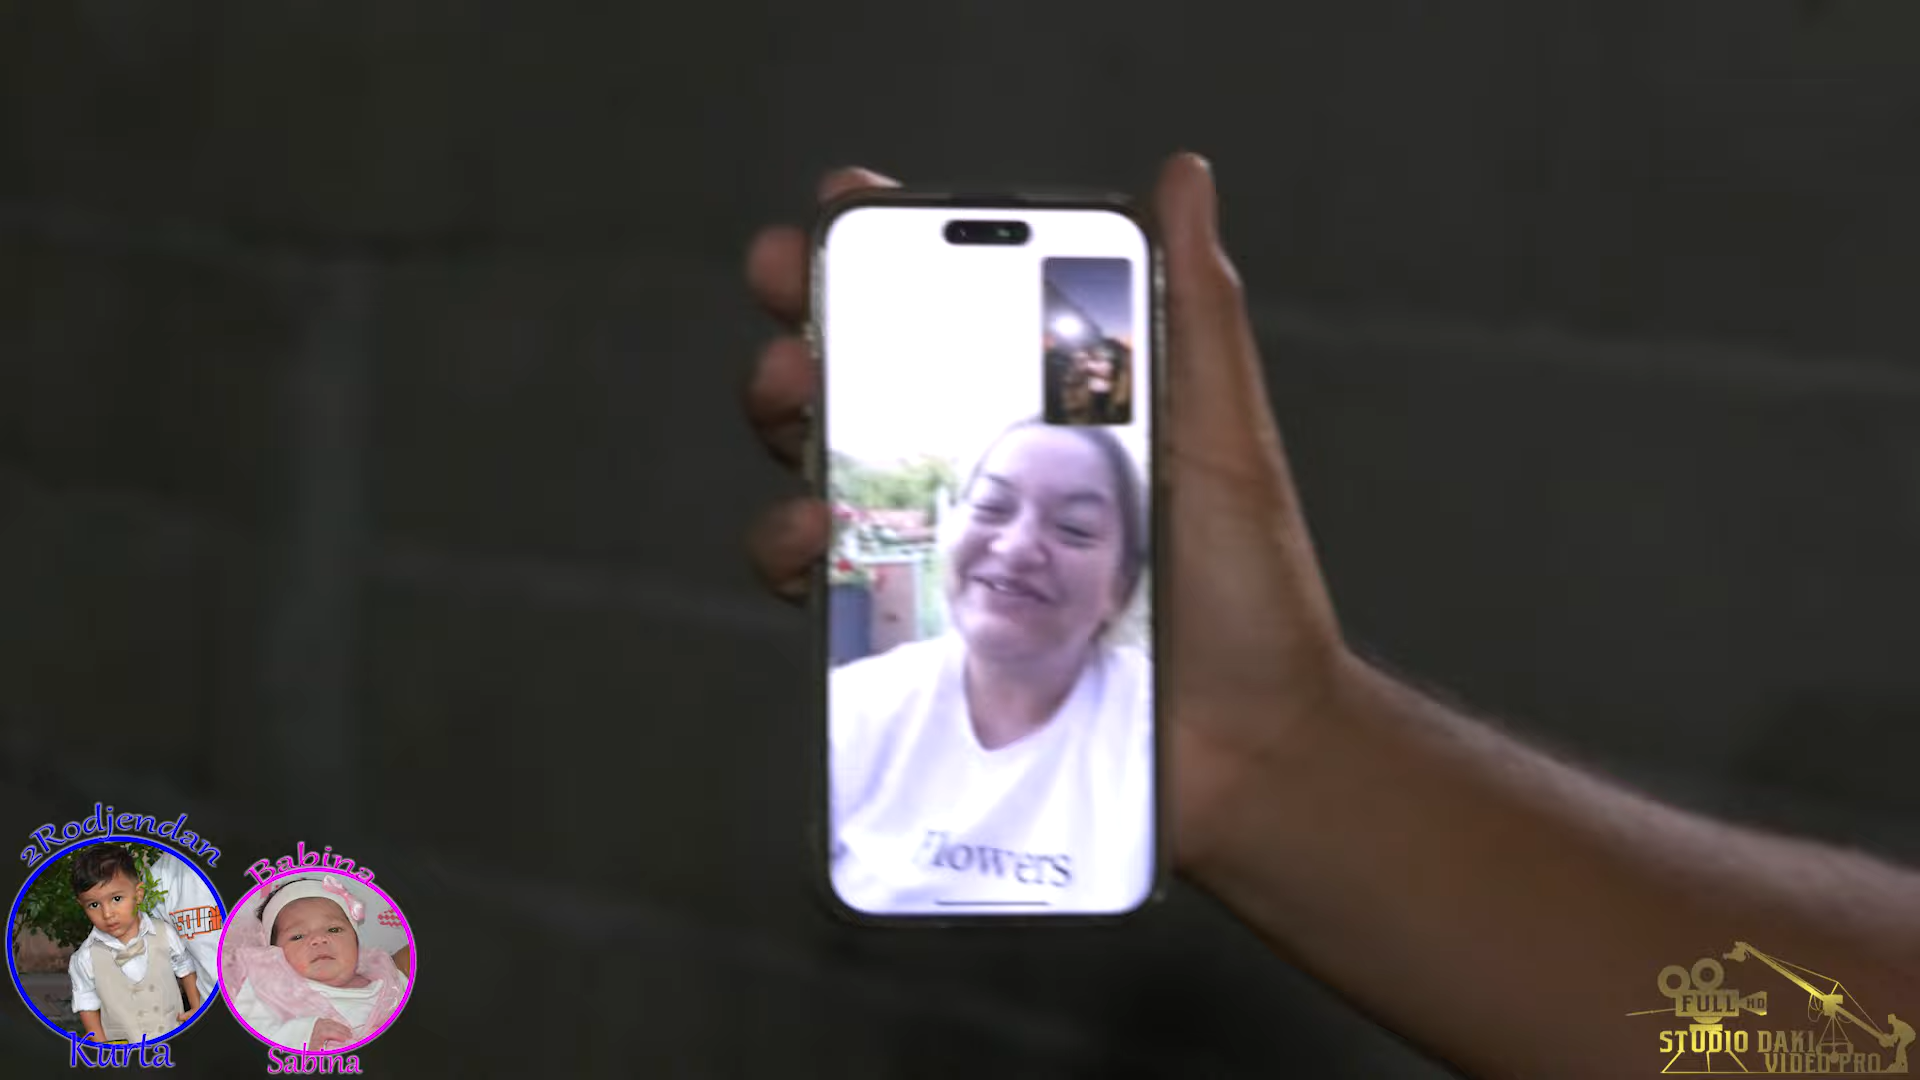 Flowers
2Rodjendan
Kurta
Babina
Sabina
FULL HD
STUDIO DAKI
VIDEO PRO